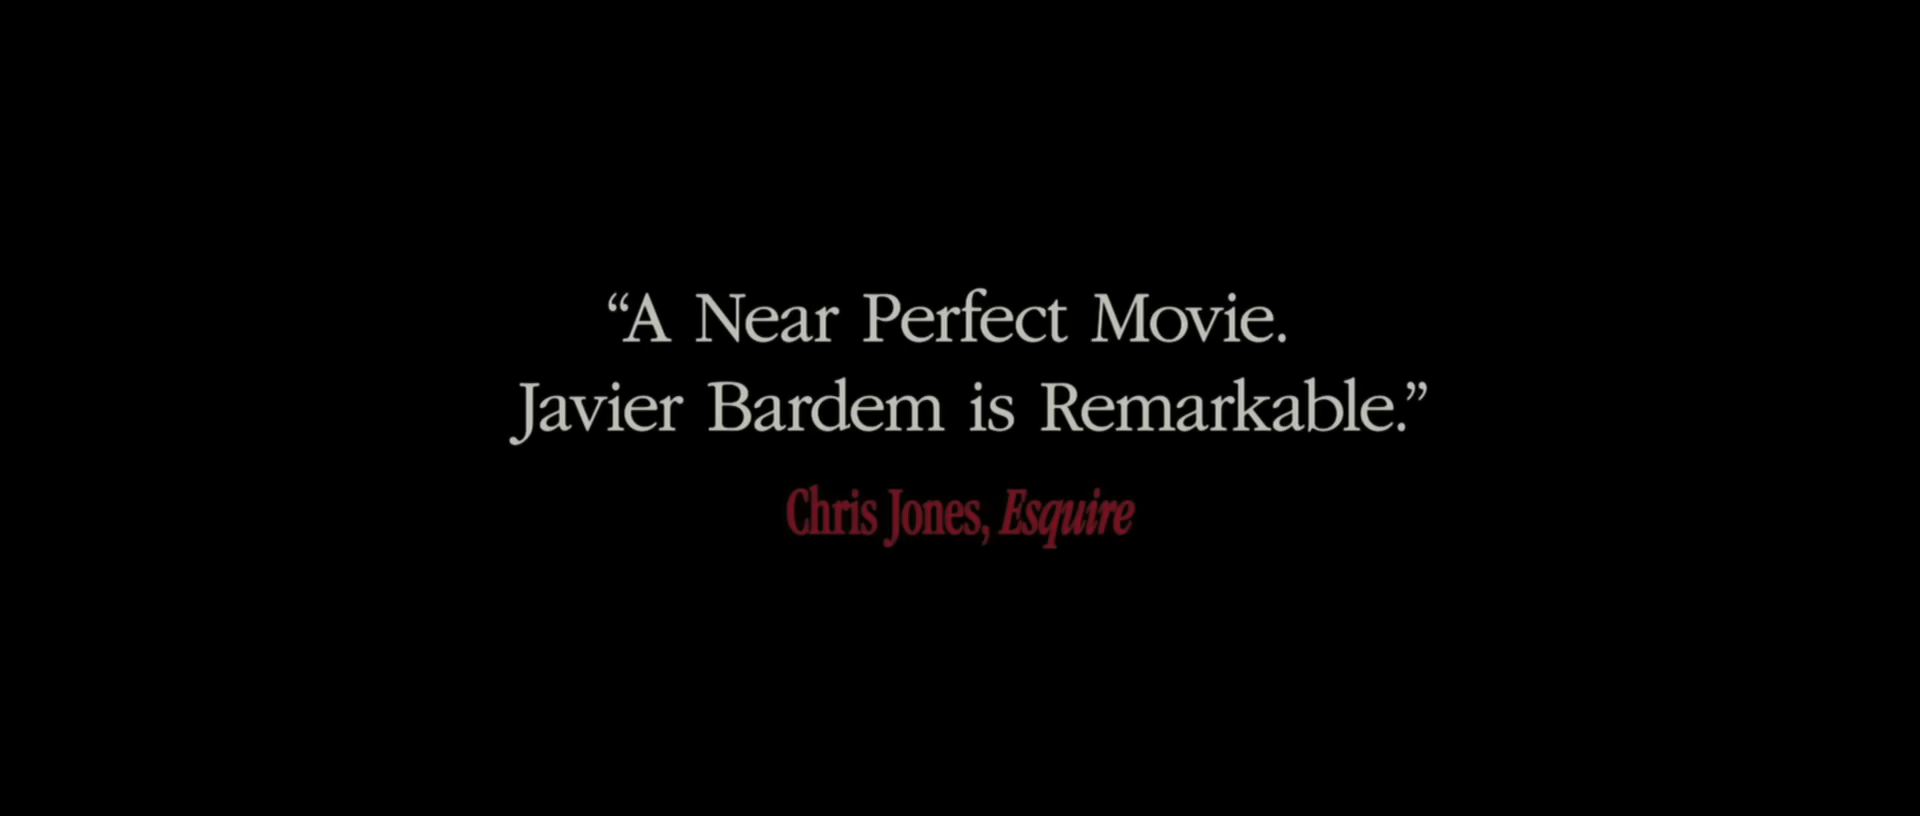 “A Near Perfect Movie.
Javier Bardem is Remarkable.”
Chris Jones, Esquire